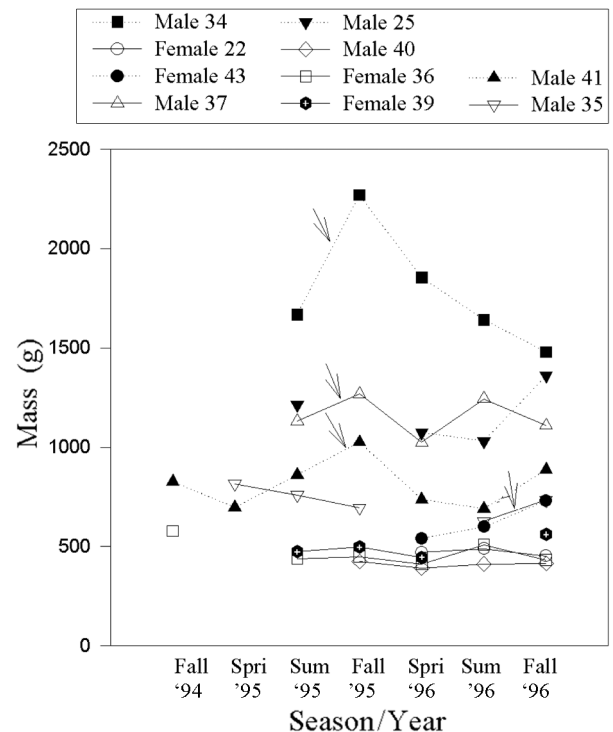 Male 34 Male 25
Female 22 Male 40
Female 43 Female 36 Male 41
Male 37 Female 39 Male 35
2500
2000
1500
1000
500
0
Mass (g)
Fall Spri Sum Fall Spri Sum Fall
‘94 ’95 ‘95 ’95 ‘96 ’96 ‘96
Season/Year